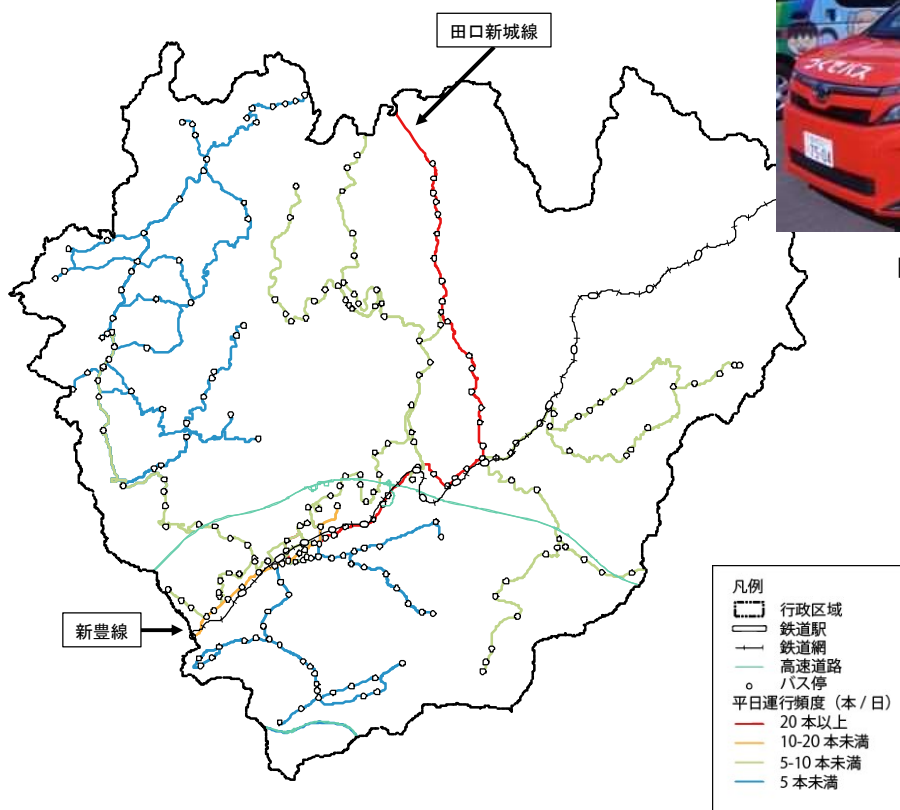 田口新城線
つくでバス
新豊線
凡例
行政区域
鉄道駅
鉄道網
高速道路
バス停
平日運行頻度（本 / 日）
20 本以上
10-20 本未満
5-10 本未満
5 本未満